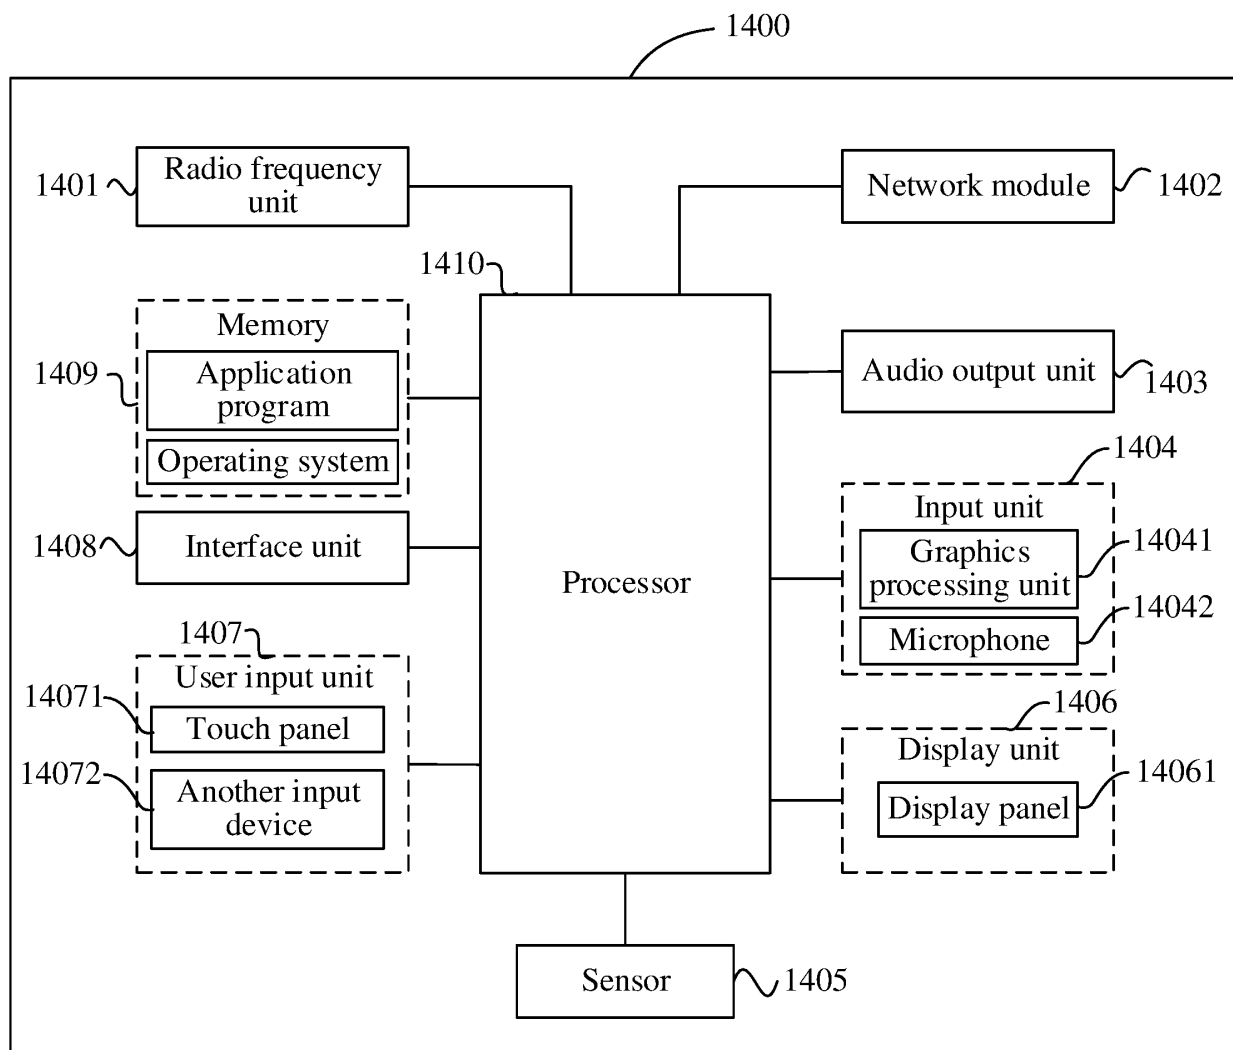 1400
1401
Radio frequency
unit
Network module
1402
1410
Memory
1409
Application
program
Operating system
Audio output unit
1403
1404
Input unit
Graphics
processing unit
14041
Microphone
14042
1408
Interface unit
Processor
1407
User input unit
14071
Touch panel
14072
Another input
device
1406
Display unit
Display panel
14061
Sensor
1405